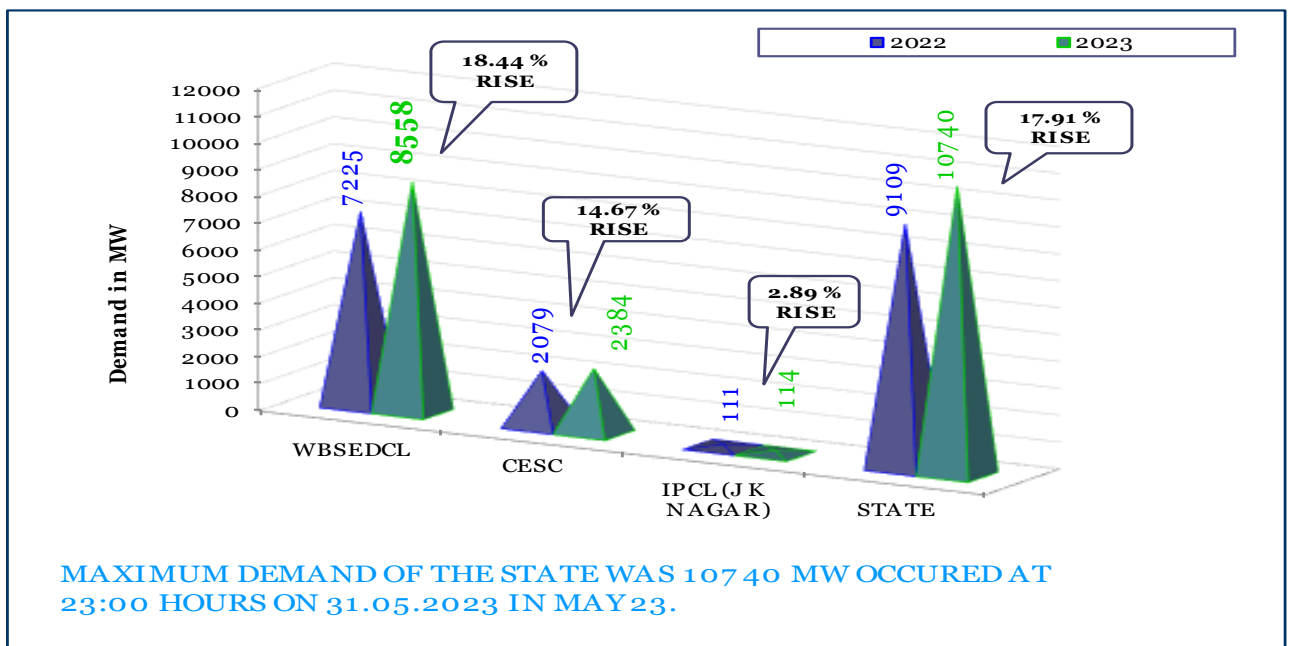 2022
2023
18.44 %
RISE
17.91 %
RISE
14.67 %
RISE
2.89 %
RISE
Demand in MW
12000
11000
10000
9000
8000
7000
6000
5000
4000
3000
2000
1000
0
7225
8558
2079
2384
111
114
9109
10740
WBSEDCL
CESC
IPCL (J K
NAGAR)
STATE
MAXIMUM DEMAND OF THE STATE WAS 10740 MW OCCURED AT
23:00 HOURS ON 31.05.2023 IN MAY 23.